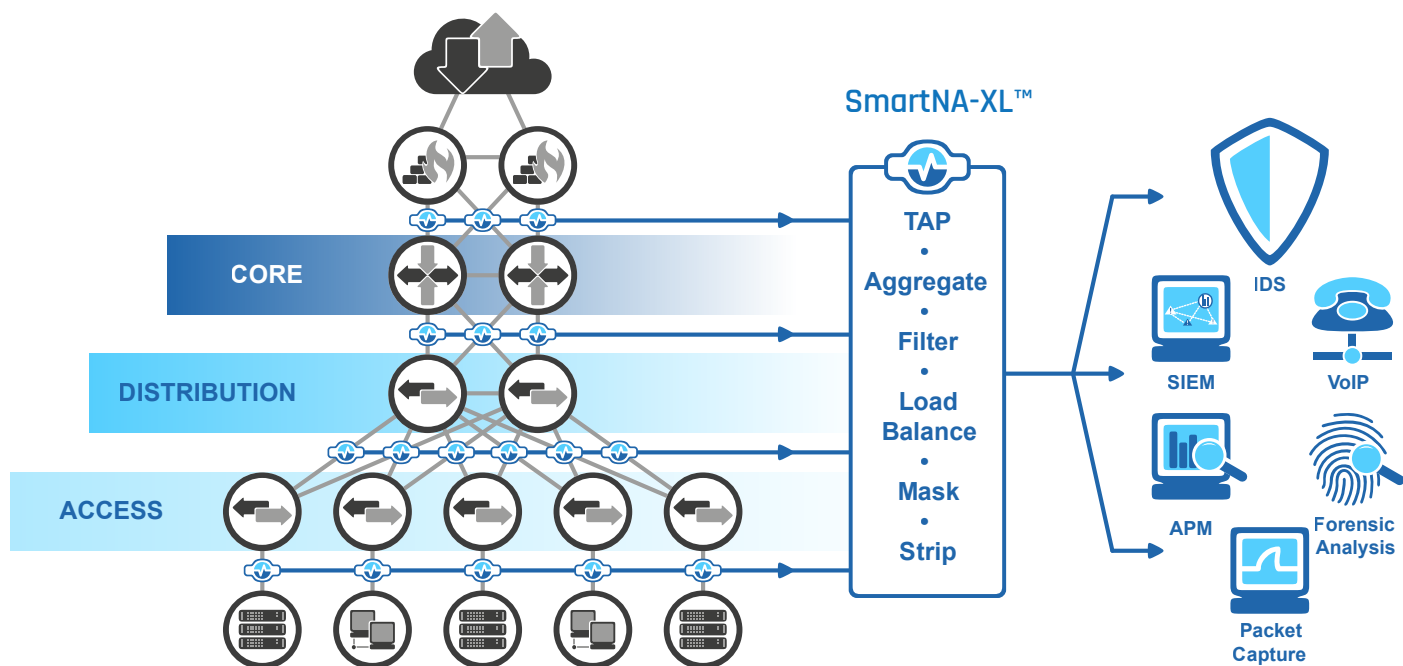 SmartNA-XL™
CORE
DISTRIBUTION
ACCESS
TAP
•
Aggregate
•
Filter
•
Load
Balance
•
Mask
•
Strip
IDS
SIEM
VoIP
APM
Forensic
Analysis
Packet
Capture